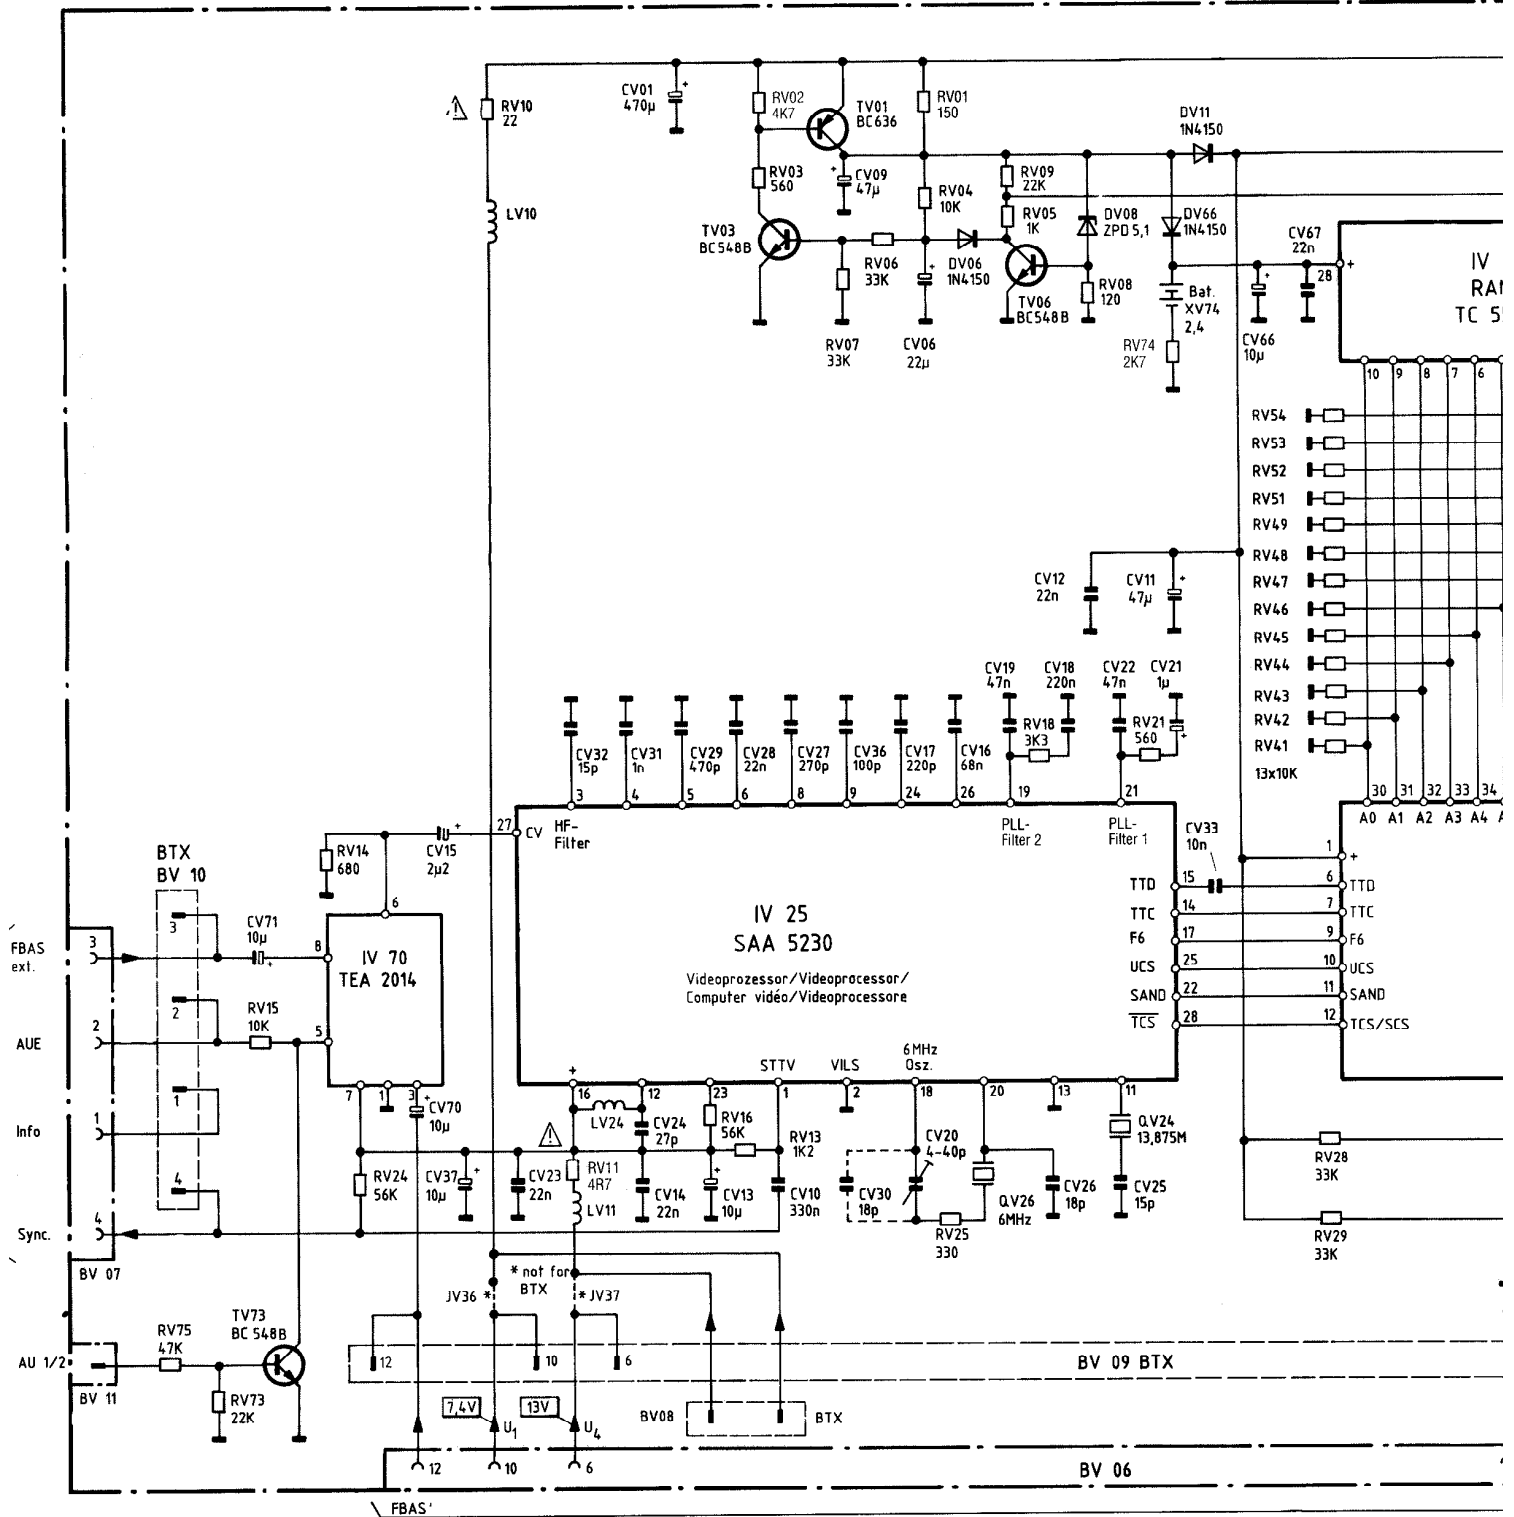 RV10
22
CV01
470µ
+
RV02
4K7
TV01
BC636
RV01
150
DV11
1N4150
RV03
560
CV09
47µ
+
RV04
10K
RV09
22K
RV05
1K
DV08
ZPD 5,1
DV66
1N4150
LV10
TV03
BC548B
RV06
33K
DV06
1N4150
+
TV06
BC548B
RV08
120
Bat.
XV74
2,4
CV67
22n
28
+
IV
TC 5
RV07
33K
CV06
22µ
RV74
2K7
CV66
10µ
+
10 9 8 7 6
RV54
RV53
RV52
RV51
RV49
RV48
RV47
RV46
RV45
RV44
RV43
RV42
RV41
13x10K
CV12
22n
CV11
47µ
+
CV19
47n
CV18
220n
CV22
47n
CV21
1µ
+
RV18
3K3
RV21
560
CV32
15p
CV31
1n
CV29
470p
CV28
22n
CV27
270p
CV36
100p
CV17
220p
CV16
68n
3 4 5 6 8 9 24 26 19 21
30 31 32 33 34
A0 A1 A2 A3 A4
27
CV
HF-
Filter
PLL-
Filter 2
PLL-
Filter 1
CV33
10n
RV14
680
CV15
2µ2
+
BTX
BV 10
1
+
TTD 15
6 TTD
TTC 14
7 TTC
F6 17
9 F6
UCS 25
10 UCS
SAND 22
11 SAND
TCS 28
12 TCS/SCS
IV 25
SAA 5230
Videoprozessor/Videoprocessor/
Computer vidéo/Videoprocessore
6
FBAS
ext.
3
3
CV71
10µ
+
8
IV 70
TEA 2014
AUE
2
2
RV15
10K
5
7 1 3
+
CV70
10µ
+
16 12 23
STTV
1
VILS
2
6MHz
Osz.
18
20
13
11
Info
1
1
LV24
CV24
27p
RV16
56K
RV13
1K2
CV20
4-40p
QV24
13,875M
RV28
33K
4
RV24
56K
CV37
10µ
+
CV23
22n
RV11
4R7
LV11
CV14
22n
CV13
10µ
+
CV10
330n
CV30
18p
RV25
330
QV26
6MHz
CV26
18p
CV25
15p
Sync.
4
RV29
33K
BV 07
* not for
BTX
JV36 *
* JV37
TV73
BC 548B
RV75
47K
AU 1/2
BV 11
RV73
22K
12
10
6
BV 09 BTX
7,4V
U1
13V
U4
BV08
BTX
12
10
6
BV 06
FBAS'